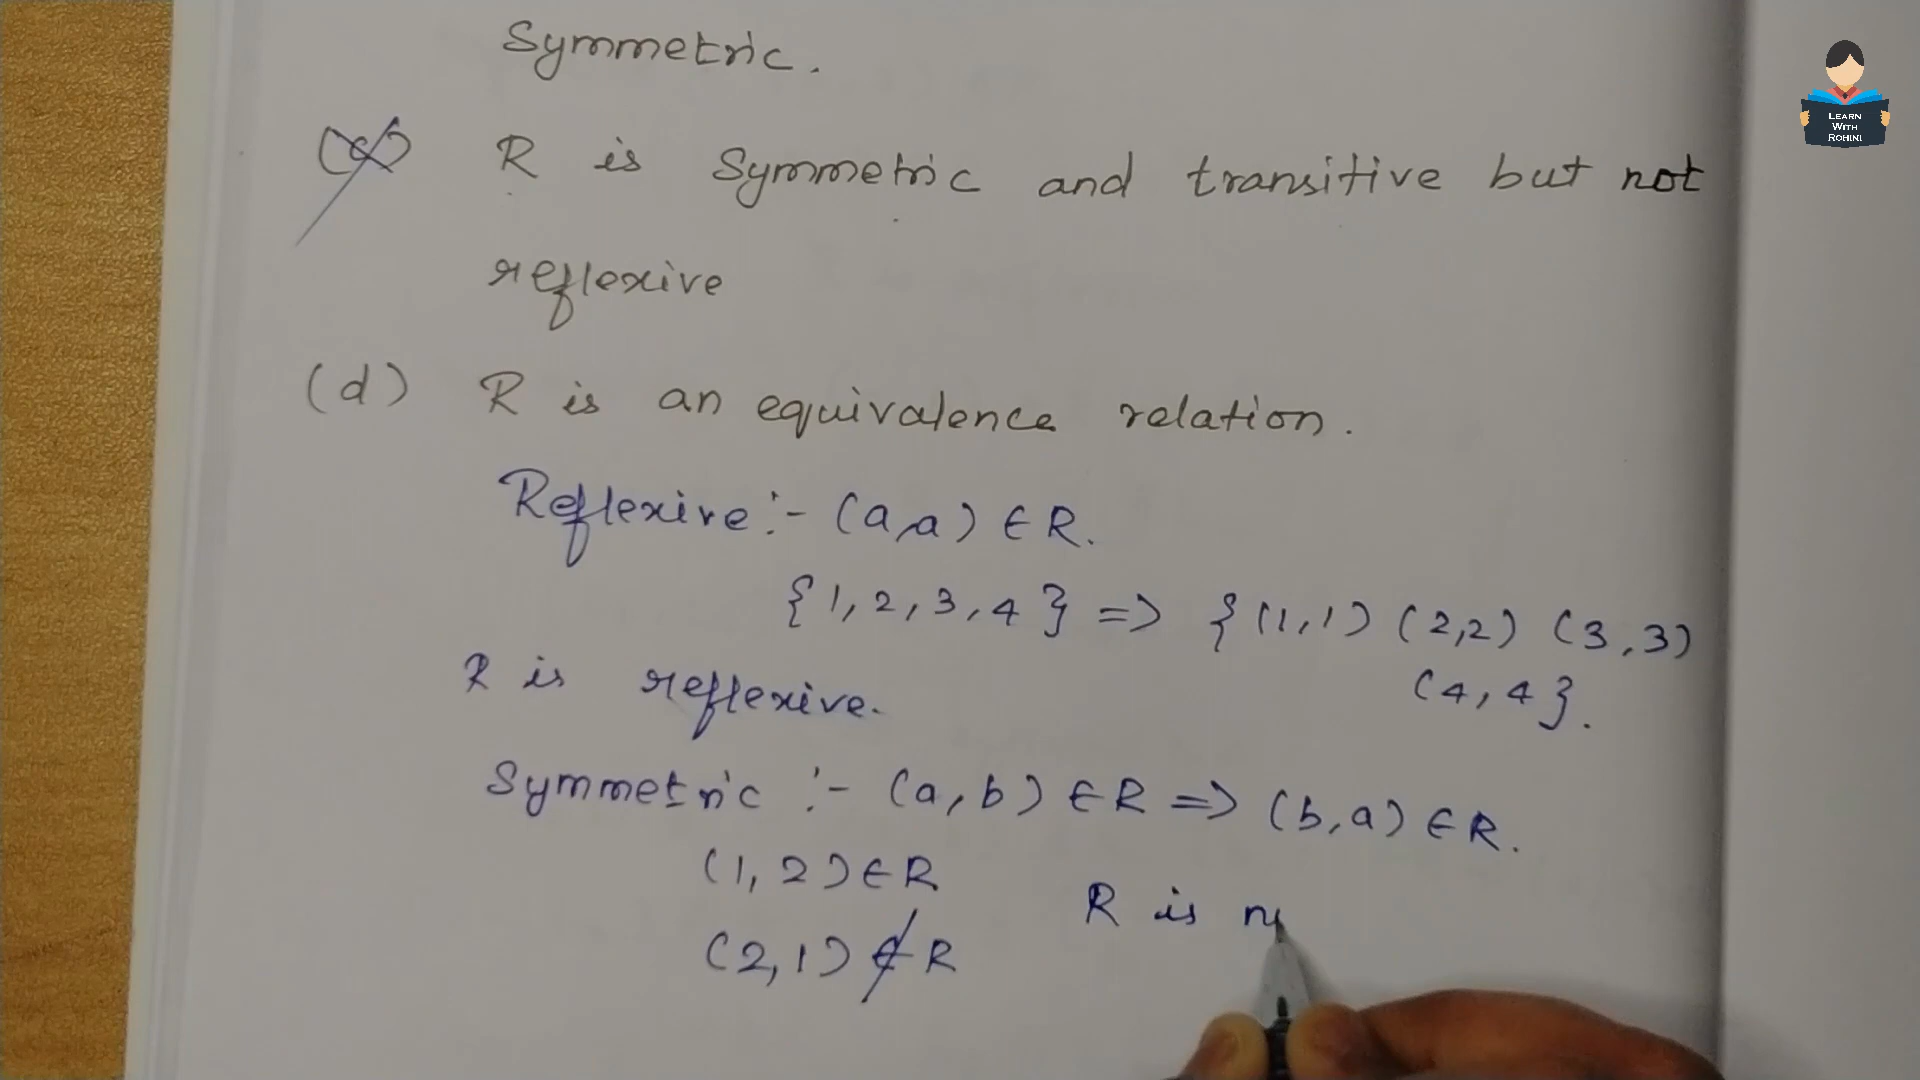 Symmetric.
(c) R is Symmetric and transitive but not
reflexive
(d) R is an equivalence relation.
Reflexive :- (a,a) ∈ R.
{1, 2, 3, 4} => {(1,1) (2,2) (3,3)
(4, 4}.
R is reflexive.
Symmetric :- (a, b) ∈ R => (b, a) ∈ R.
(1, 2) ∈ R
R is
(2, 1) ∉ R
LEARN
WITH
ROHINI